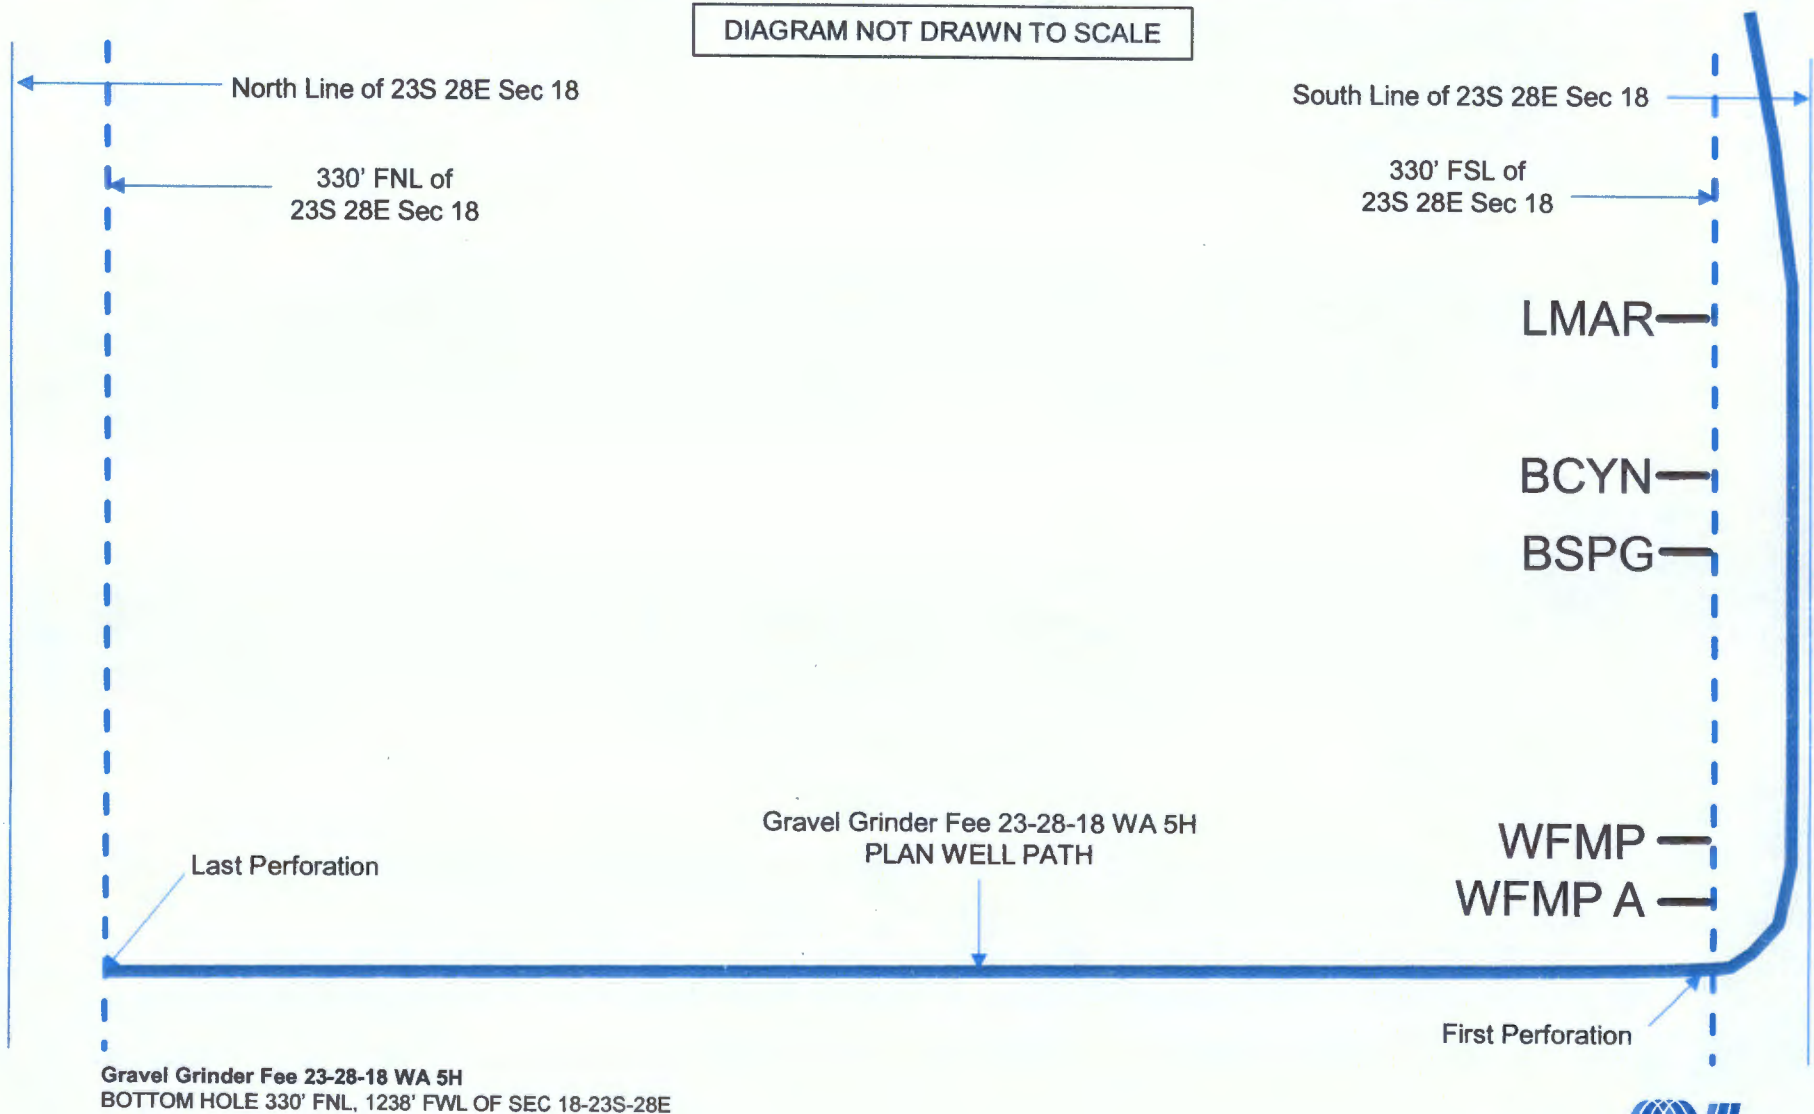 DIAGRAM NOT DRAWN TO SCALE
North Line of 23S 28E Sec 18
South Line of 23S 28E Sec 18
330' FNL of
23S 28E Sec 18
330' FSL of
23S 28E Sec 18
LMAR
BCYN
BSPG
Gravel Grinder Fee 23-28-18 WA 5H
PLAN WELL PATH
WFMP
Last Perforation
WFMP A
First Perforation
Gravel Grinder Fee 23-28-18 WA 5H
BOTTOM HOLE 330' FNL, 1238' FWL OF SEC 18-23S-28E